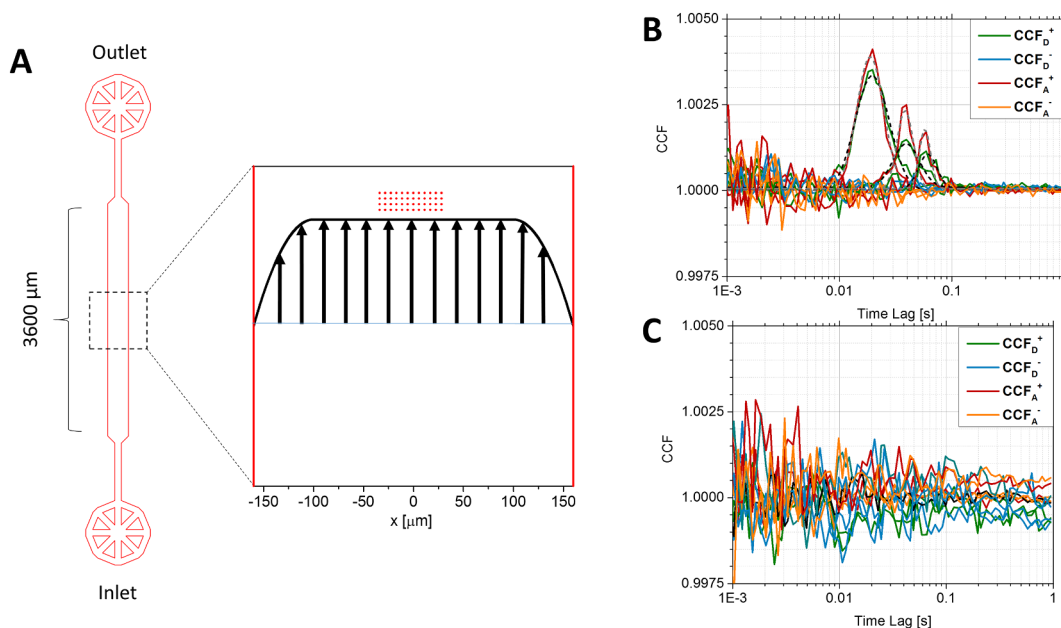 A
Outlet
3600 µm
Inlet
-150 -100 -50 0 50 100 150
x [µm]
B
1.0050
1.0025
1.0000
0.9975
CCF
1E-3 0.01 0.1
Time Lag [s]
CCF_D^+
CCF_D^-
CCF_A^+
CCF_A^-
C
1.0050
1.0025
1.0000
0.9975
CCF
1E-3 0.01 0.1 1
Time Lag [s]
CCF_D^+
CCF_D^-
CCF_A^+
CCF_A^-